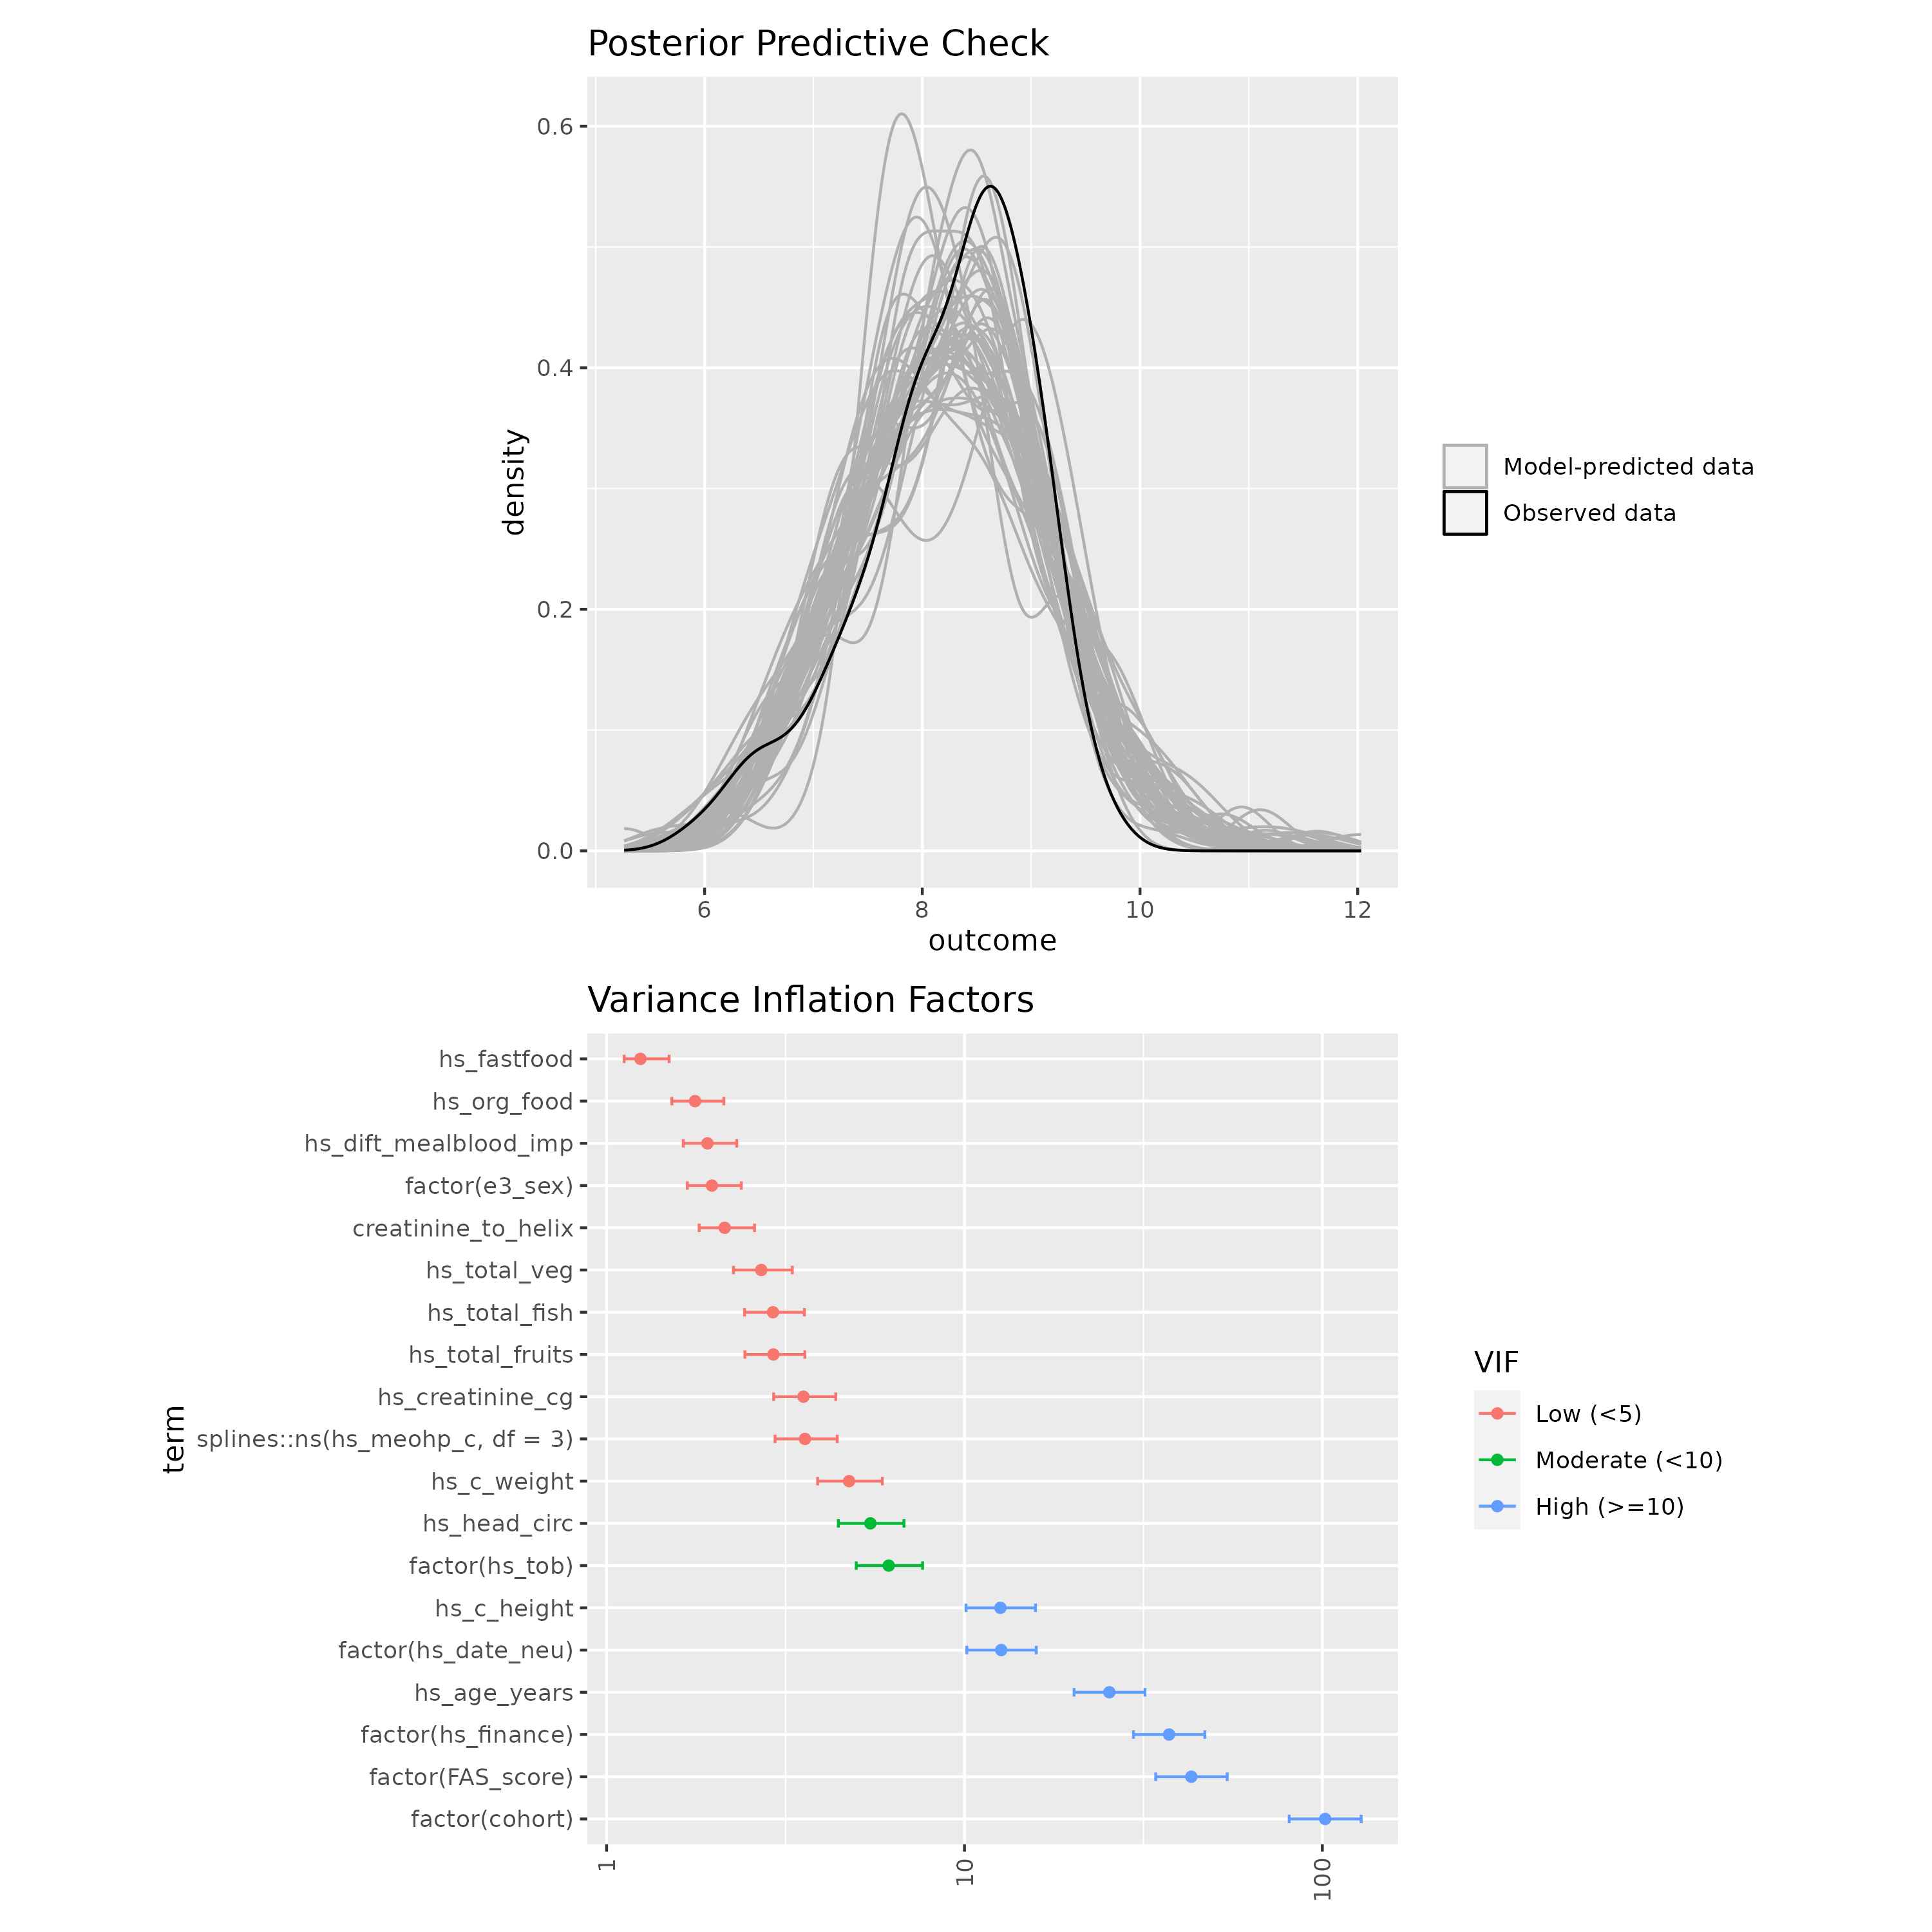 Posterior Predictive Check
0.6
0.4
0.2
0.0
density
6
8
10
12
outcome
Model-predicted data
Observed data
Variance Inflation Factors
term
hs_fastfood
hs_org_food
hs_dift_mealblood_imp
factor(e3_sex)
creatinine_to_helix
hs_total_veg
hs_total_fish
hs_total_fruits
hs_creatinine_cg
splines::ns(hs_meohp_c, df = 3)
hs_c_weight
hs_head_circ
factor(hs_tob)
hs_c_height
factor(hs_date_neu)
hs_age_years
factor(hs_finance)
factor(FAS_score)
factor(cohort)
1
10
100
VIF
Low (<5)
Moderate (<10)
High (>=10)